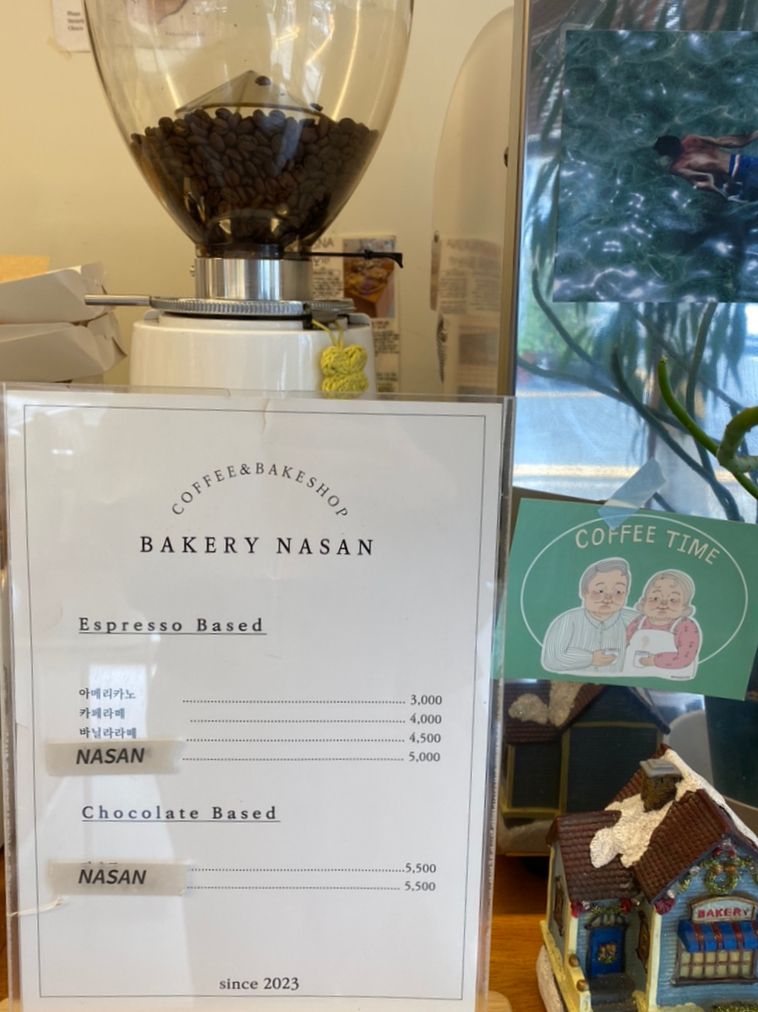 COFFEE&BAKESHOP
BAKERY NASAN
Espresso Based
아메리카노 3,000
카페라떼 4,000
바닐라라떼 4,500
NASAN 5,000
Chocolate Based
5,500
NASAN
5,500
since 2023
COFFEE TIME
BAKERY